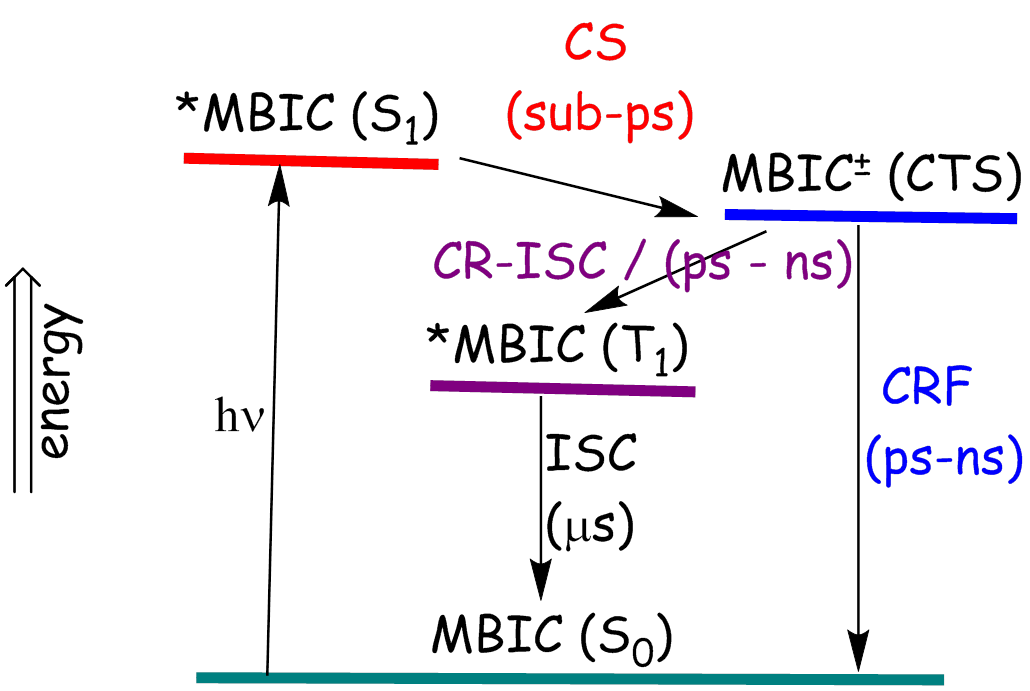 CS
(sub-ps)
*MBIC (S₁)
MBIC± (CTS)
CR-ISC / (ps - ns)
*MBIC (T₁)
energy
hν
CRF
(ps-ns)
ISC
(μs)
MBIC (S₀)